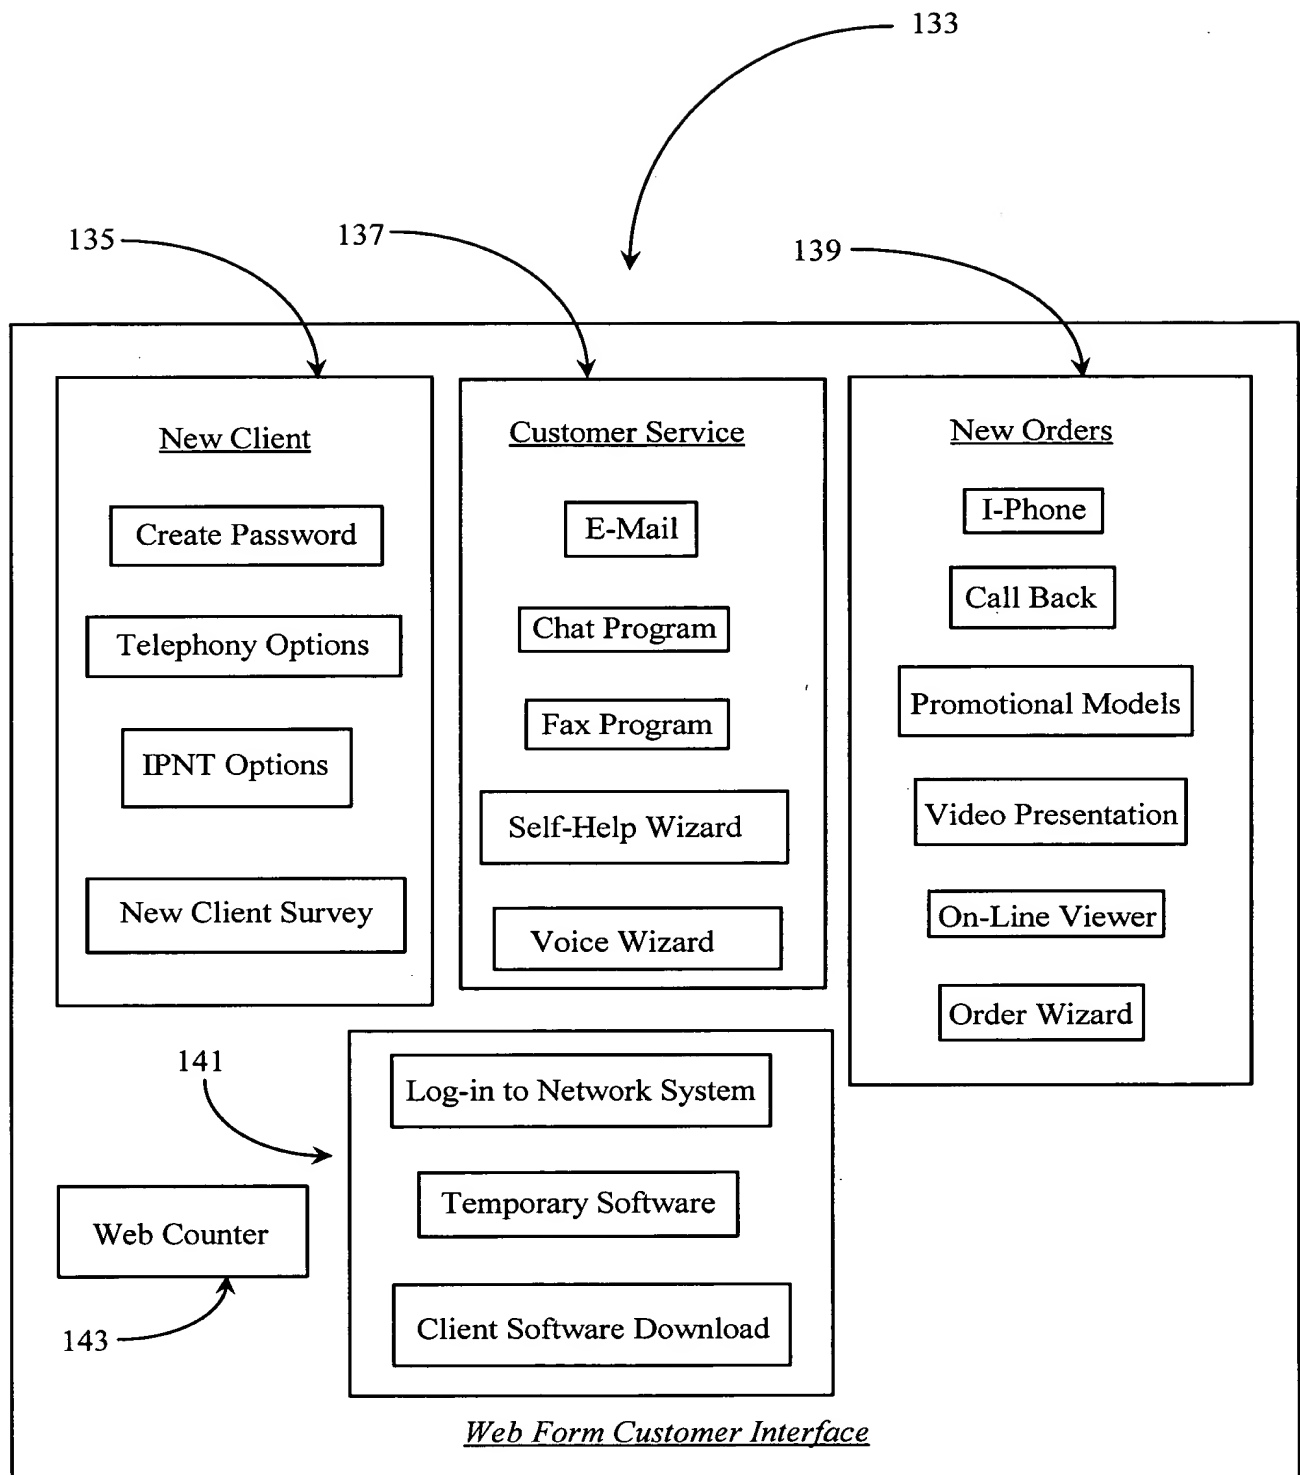 133
135
137
139
New Client
Create Password
Telephony Options
IPNT Options
New Client Survey
Customer Service
E-Mail
Chat Program
Fax Program
Self-Help Wizard
Voice Wizard
New Orders
I-Phone
Call Back
Promotional Models
Video Presentation
On-Line Viewer
Order Wizard
141
Log-in to Network System
Temporary Software
Client Software Download
Web Counter
143
Web Form Customer Interface